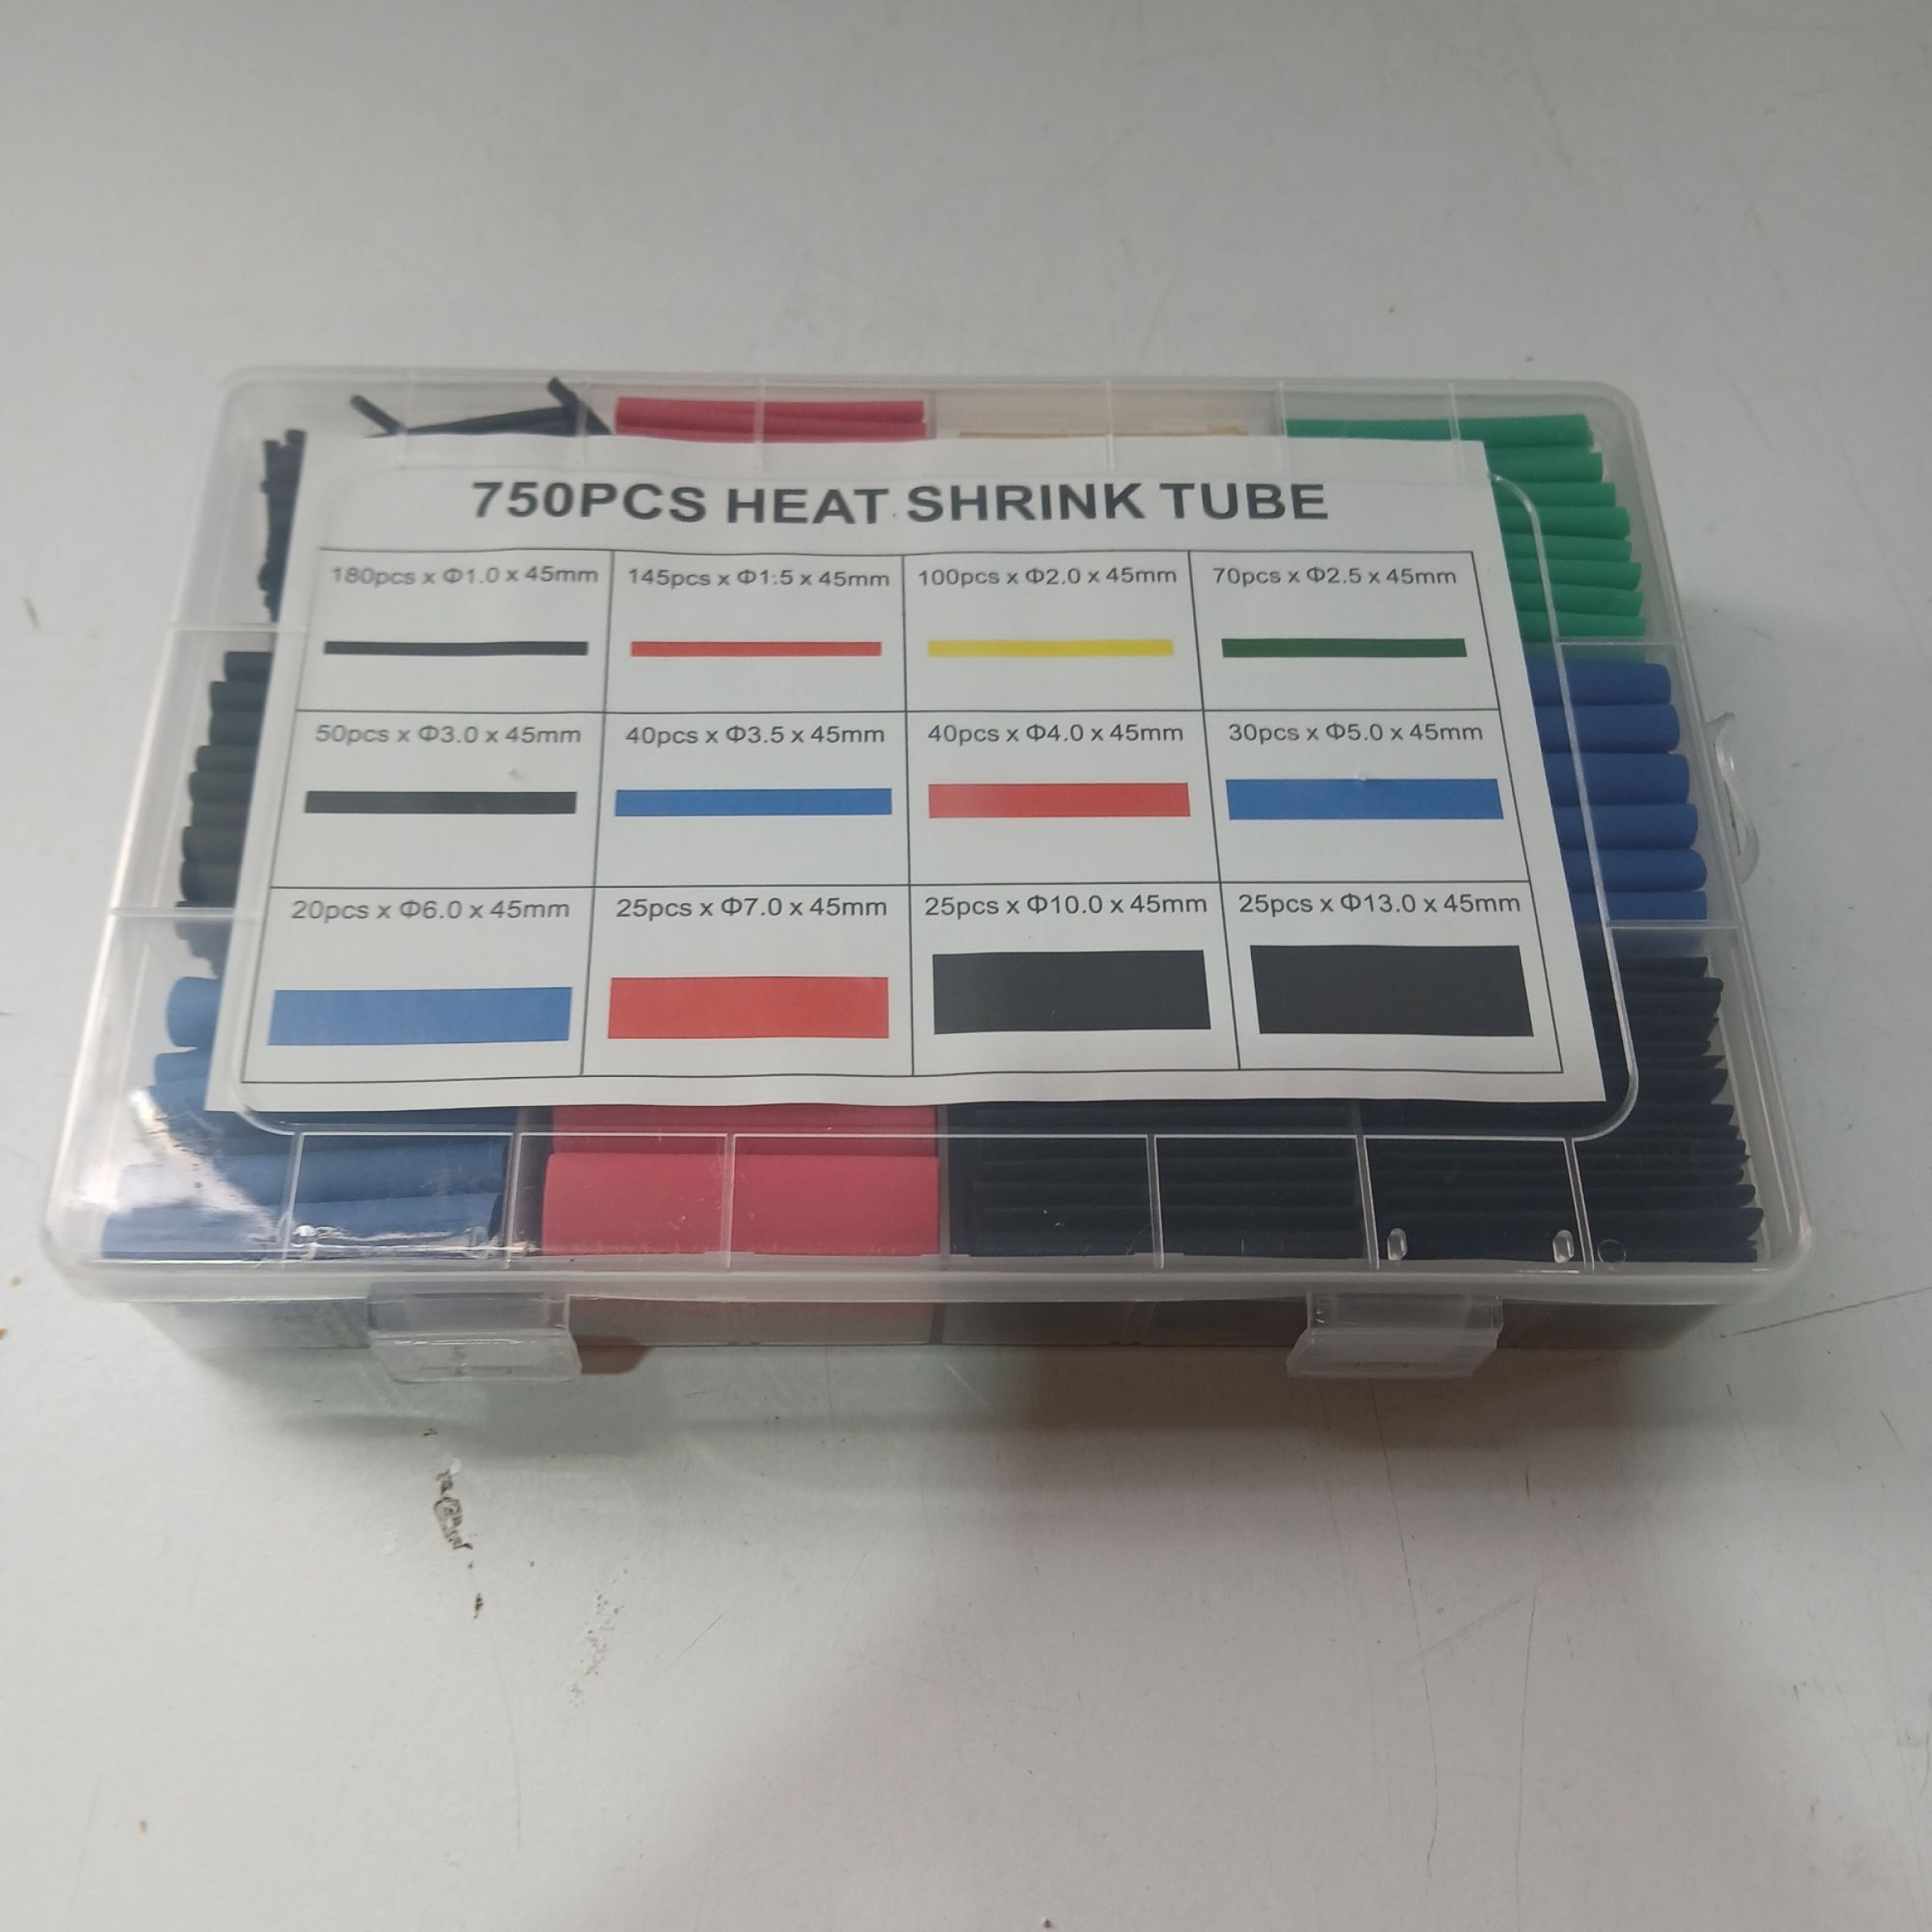 750PCS HEAT SHRINK TUBE
180pcs x Φ1.0 x 45mm
145pcs x Φ1:5 x 45mm
100pcs x Φ2.0 x 45mm
70pcs x Φ2.5 x 45mm
50pcs x Φ3.0 x 45mm
40pcs x Φ3.5 x 45mm
40pcs x Φ4.0 x 45mm
30pcs x Φ5.0 x 45mm
20pcs x Φ6.0 x 45mm
25pcs x Φ7.0 x 45mm
25pcs x Φ10.0 x 45mm
25pcs x Φ13.0 x 45mm